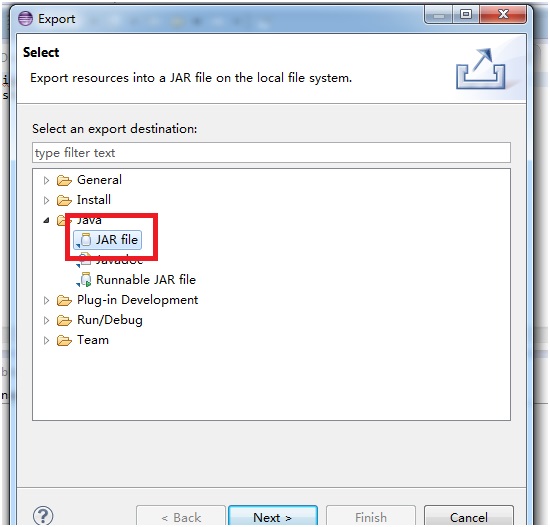 Export
Select
Export resources into a JAR file on the local file system.
Select an export destination:
type filter text
General
Install
Java
JAR file
Javadoc
Runnable JAR file
Plug-in Development
Run/Debug
Team
?
< Back
Next >
Finish
Cancel